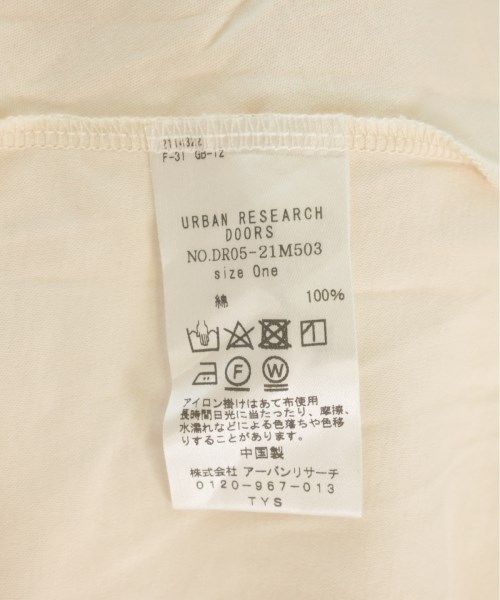 F-31 GB-12
URBAN RESEARCH
DOORS
NO.DR05-21M503
size One
綿 100%
F W
アイロン掛けはあて布使用
長時間日光に当たったり、摩擦、
水濡れなどによる色落ちや色移
りすることがあります。
中国製
株式会社 アーバンリサーチ
0120-967-013
TYS